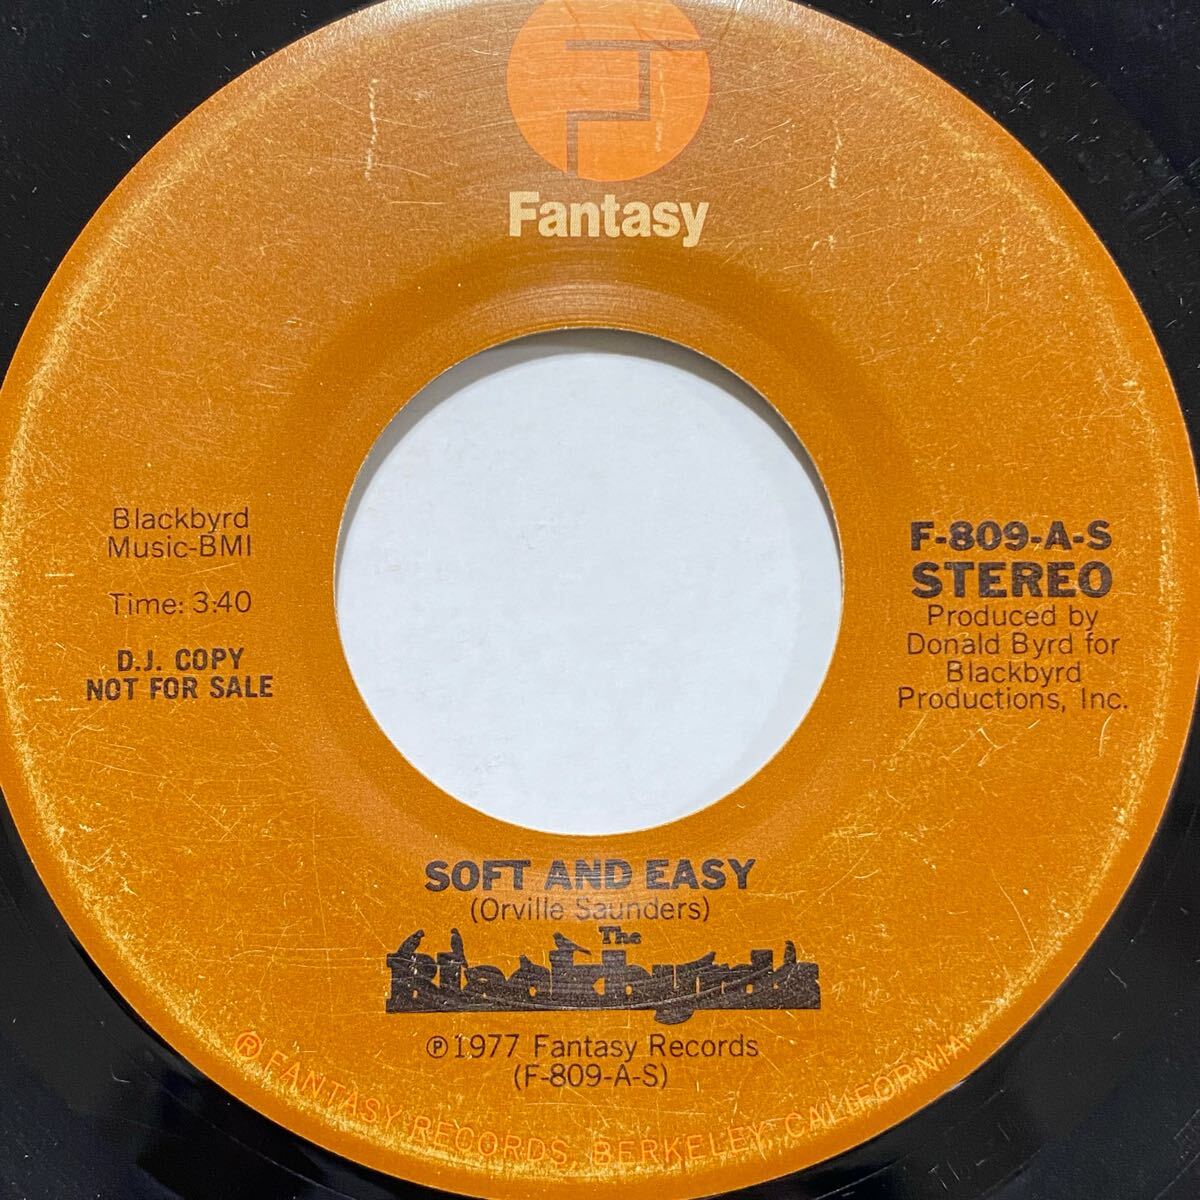 Fantasy
Blackbyrd
Music-BMI
Time: 3:40
D.J. COPY
NOT FOR SALE
F-809-A-S
STEREO
Produced by
Donald Byrd for
Blackbyrd
Productions, Inc.
SOFT AND EASY
(Orville Saunders)
The
Blackbyrds
Ⓟ1977 Fantasy Records
(F-809-A-S)
®FANTASY RECORDS, BERKELEY, CALIFORNIA